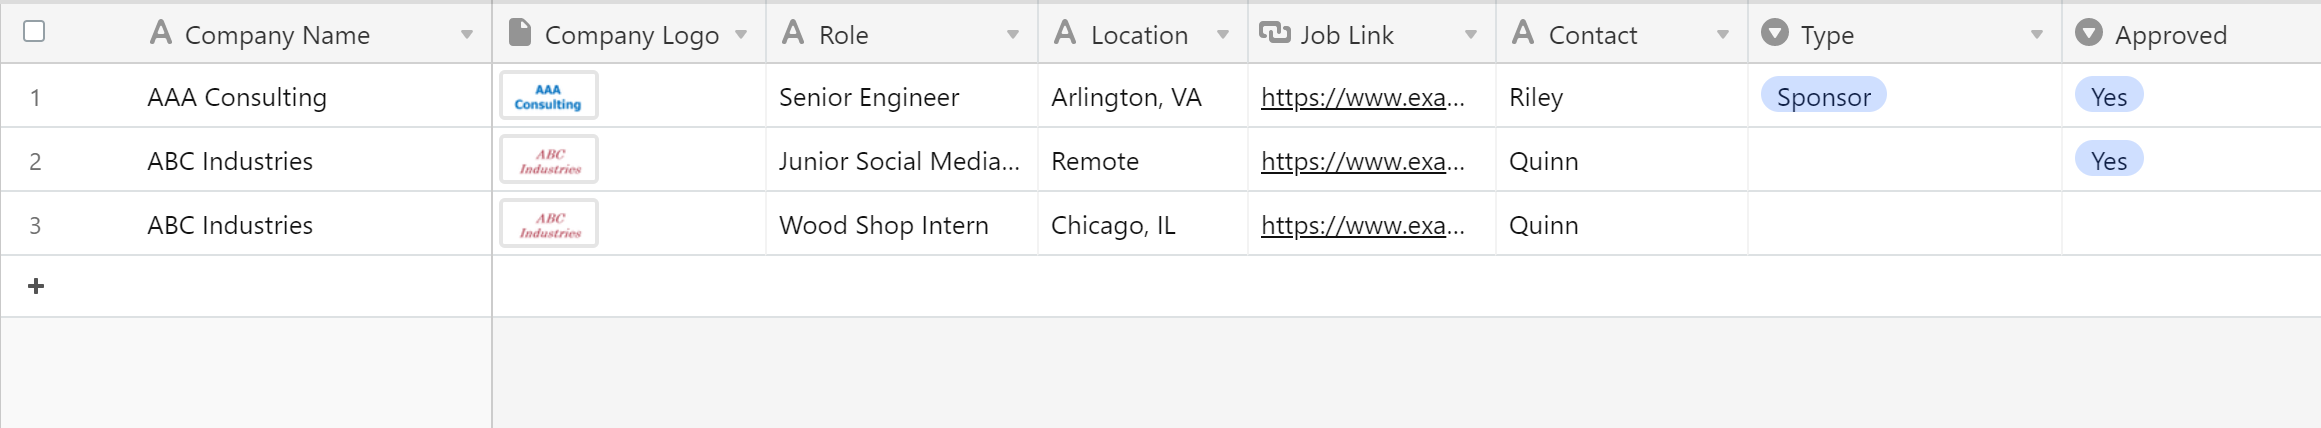 Company Name Company Logo Role Location Job Link Contact Type Approved
1 AAA Consulting AAA Consulting Senior Engineer Arlington, VA https://www.exa... Riley Sponsor Yes
2 ABC Industries ABC Industries Junior Social Media... Remote https://www.exa... Quinn Yes
3 ABC Industries ABC Industries Wood Shop Intern Chicago, IL https://www.exa... Quinn